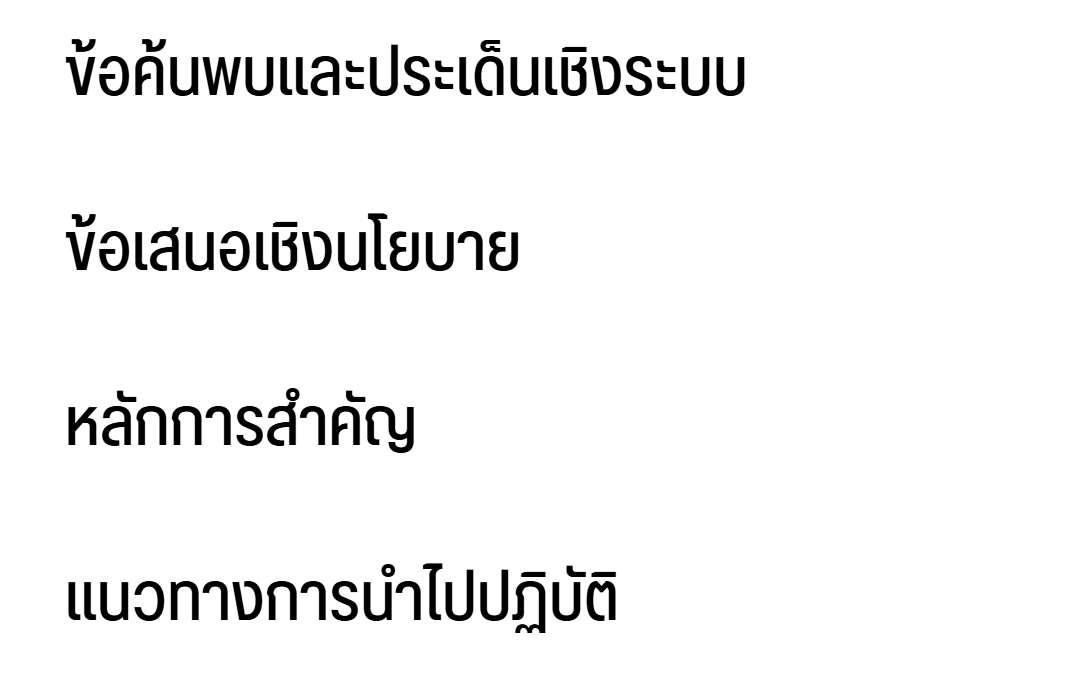 ข้อค้นพบและประเด็นเชิงระบบ
ข้อเสนอเชิงนโยบาย
หลักการสำคัญ
แนวทางการนำไปปฏิบัติ